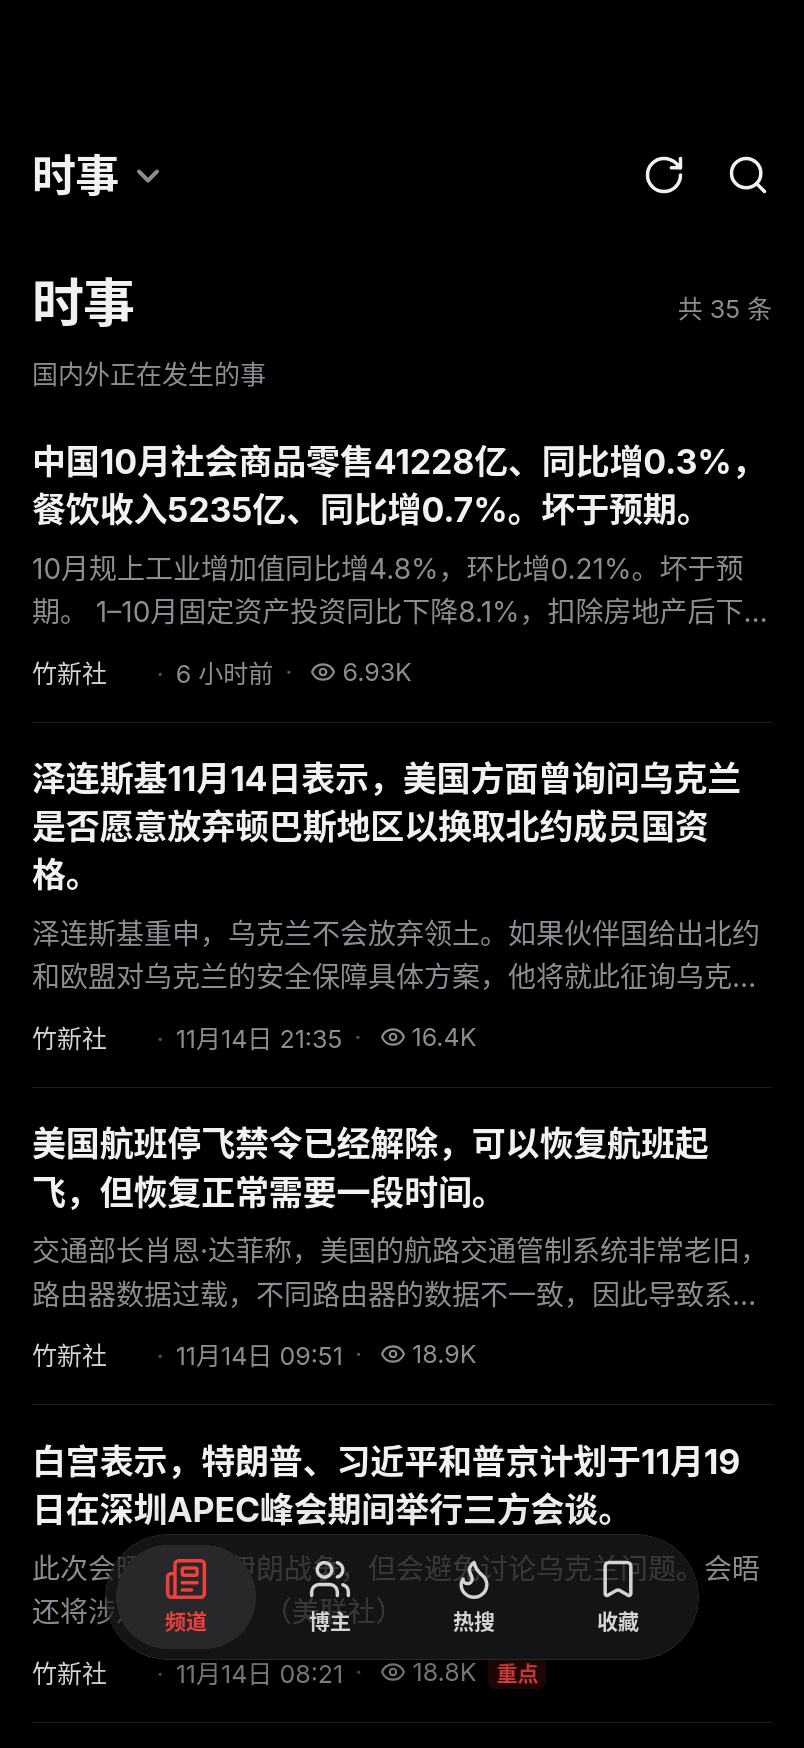 时事
时事
共 35 条
国内外正在发生的事
中国10月社会商品零售41228亿、同比增0.3%，
餐饮收入5235亿、同比增0.7%。坏于预期。
10月规上工业增加值同比增4.8%，环比增0.21%。坏于预
期。 1–10月固定资产投资同比下降8.1%，扣除房地产后下...
竹新社 · 6 小时前 · 6.93K
泽连斯基11月14日表示，美国方面曾询问乌克兰
是否愿意放弃顿巴斯地区以换取北约成员国资
格。
泽连斯基重申，乌克兰不会放弃领土。如果伙伴国给出北约
和欧盟对乌克兰的安全保障具体方案，他将就此征询乌克...
竹新社 · 11月14日 21:35 · 16.4K
美国航班停飞禁令已经解除，可以恢复航班起
飞，但恢复正常需要一段时间。
交通部长肖恩·达菲称，美国的航路交通管制系统非常老旧，
路由器数据过载，不同路由器的数据不一致，因此导致系...
竹新社 · 11月14日 09:51 · 18.9K
白宫表示，特朗普、习近平和普京计划于11月19
日在深圳APEC峰会期间举行三方会谈。
此次会晤 伊朗战争，但会避免讨论乌克兰问题。会晤
还将涉 （美联社）
频道 博主 热搜 收藏
竹新社 · 11月14日 08:21 · 18.8K 重点